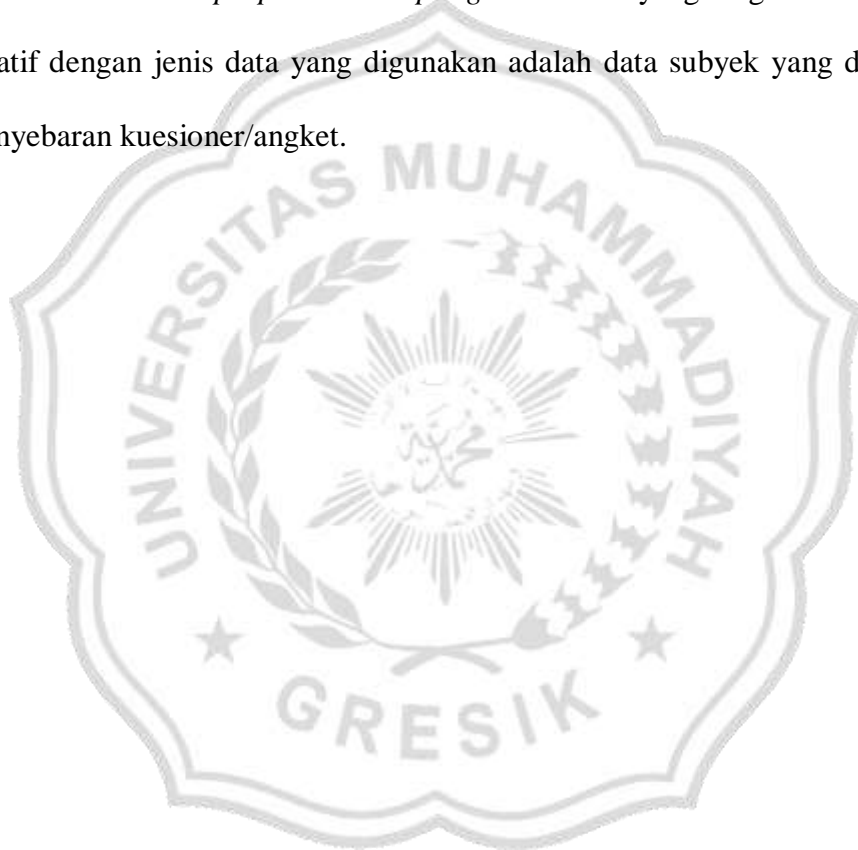 atif dengan jenis data yang digunakan adalah data subyek yang d
nyebaran kuesioner/angket.
UNIVERSITAS MUHAMMADIYAH
GRESIK